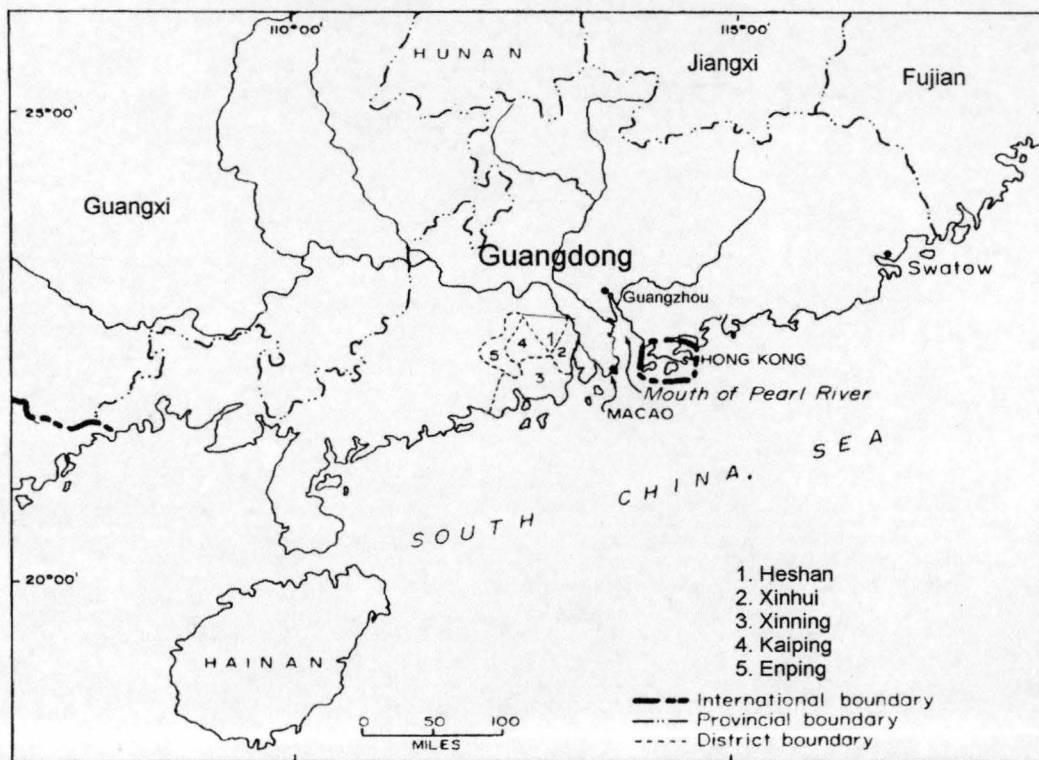 110°00'
115°00'
HUNAN
Jiangxi
Fujian
25°00'
Guangxi
Guangdong
Swatow
Guangzhou
1
4
2
5
3
HONG KONG
Mouth of Pearl River
MACAO
SOUTH CHINA. SEA
20°00'
1. Heshan
2. Xinhui
3. Xinning
4. Kaiping
5. Enping
HAINAN
International boundary
Provincial boundary
District boundary
0 50 100
MILES